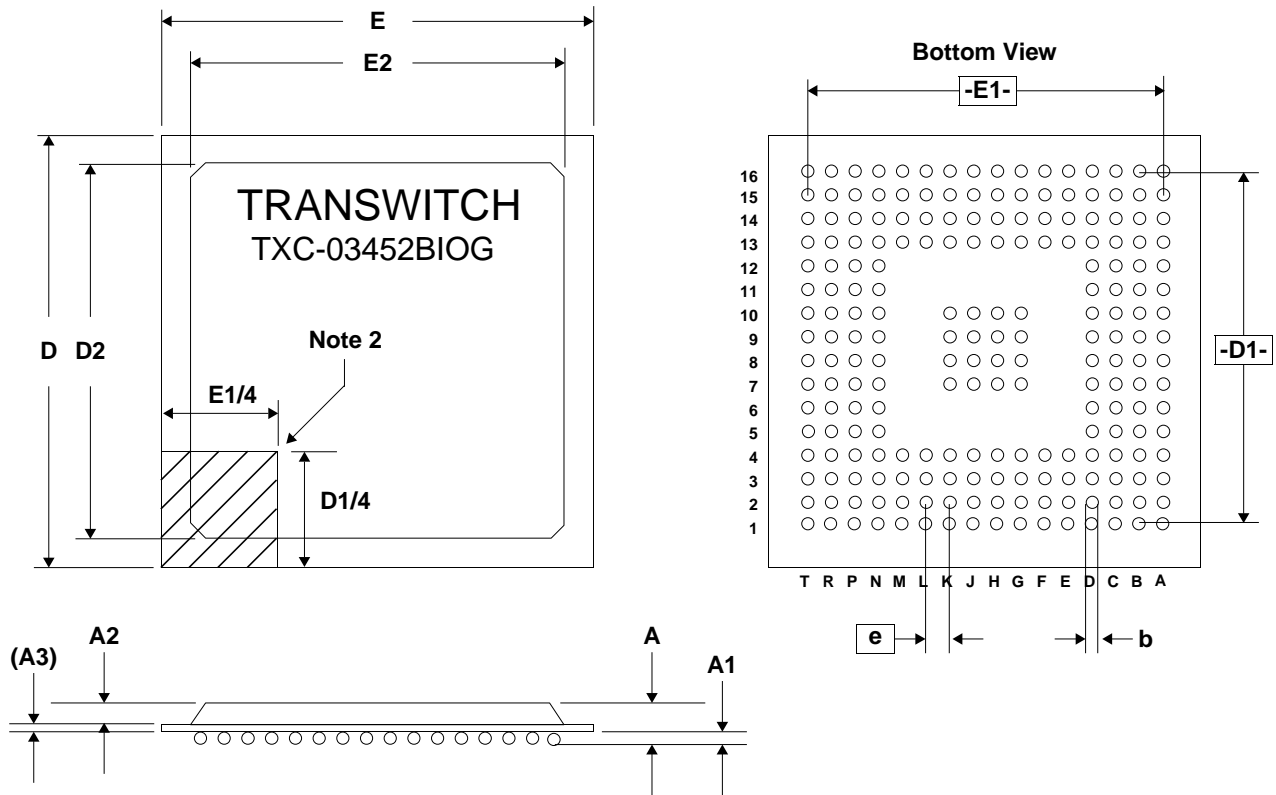 E
E2
Bottom View
-E1-
TRANSWITCH
TXC-03452BIOG
Note 2
D D2
E1/4
D1/4
16
15
14
13
12
11
10
9
8
7
6
5
4
3
2
1
-D1-
T R P N M L K J H G F E D C B A
e
b
(A3)
A2
A
A1